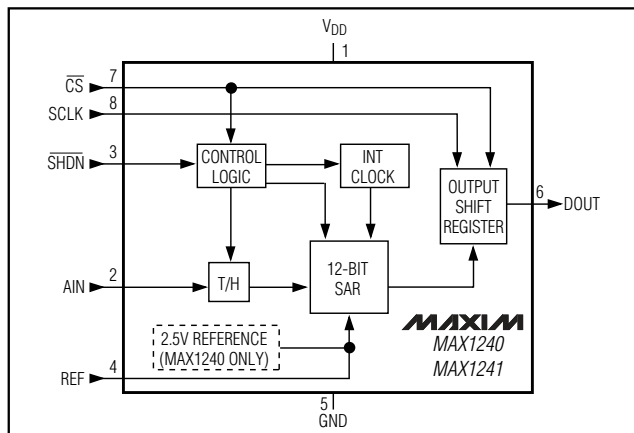 VDD
1
CS
7
SCLK
8
SHDN
3
CONTROL
LOGIC
INT
CLOCK
OUTPUT
SHIFT
REGISTER
6
DOUT
AIN
2
T/H
12-BIT
SAR
2.5V REFERENCE
(MAX1240 ONLY)
MAXIM
MAX1240
MAX1241
REF
4
5
GND